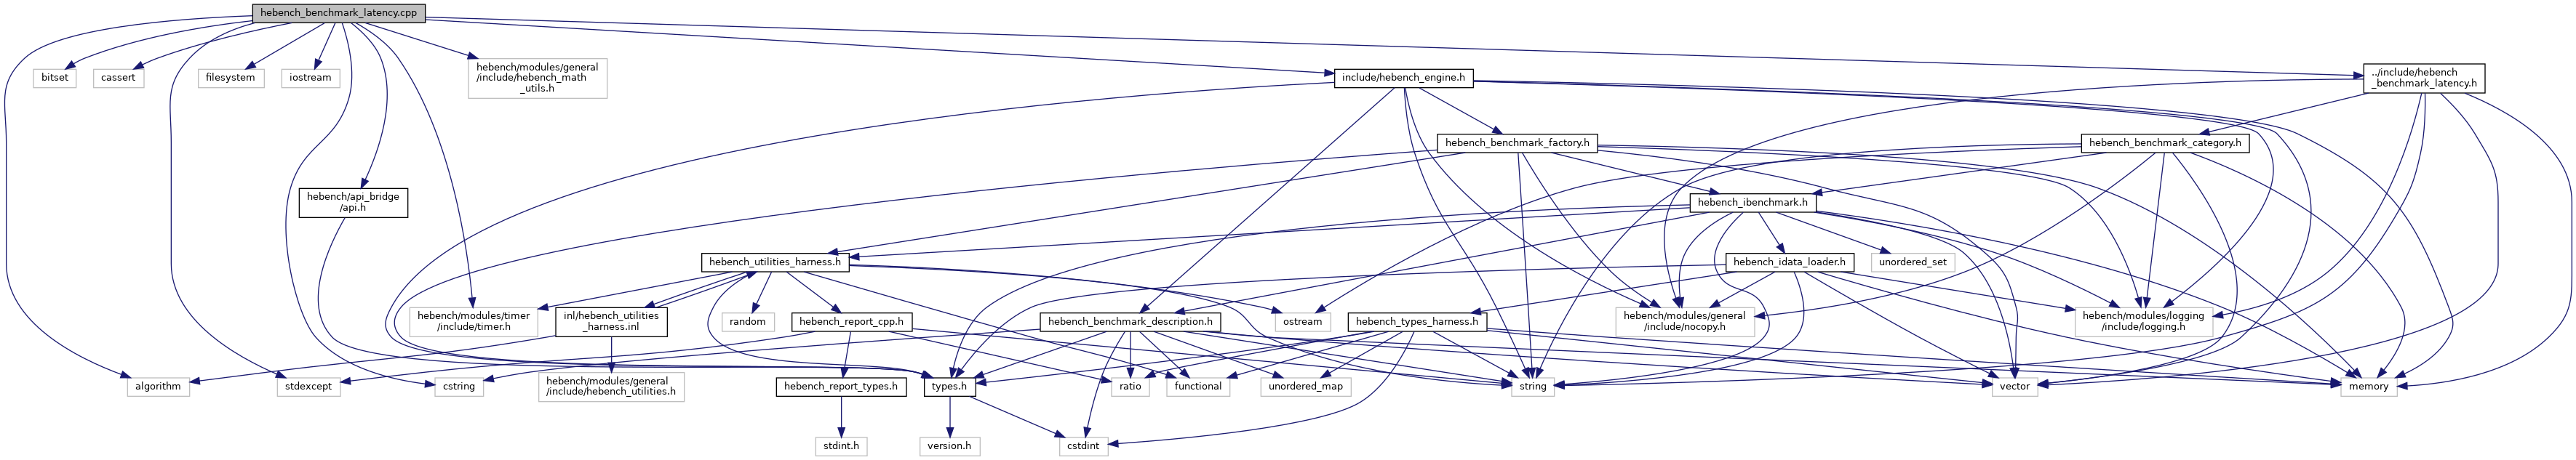 hebench_benchmark_latency.cpp
bitset
cassert
filesystem
iostream
hebench/modules/general
/include/hebench_math
_utils.h
include/hebench_engine.h
../include/hebench
_benchmark_latency.h
hebench_benchmark_factory.h
hebench_benchmark_category.h
hebench/api_bridge
/api.h
hebench_ibenchmark.h
hebench_utilities_harness.h
hebench_idata_loader.h
unordered_set
hebench/modules/timer
/include/timer.h
inl/hebench_utilities
_harness.inl
random
hebench_report_cpp.h
hebench_benchmark_description.h
ostream
hebench_types_harness.h
hebench/modules/general
/include/nocopy.h
hebench/modules/logging
/include/logging.h
algorithm
stdexcept
cstring
hebench/modules/general
/include/hebench_utilities.h
hebench_report_types.h
types.h
ratio
functional
unordered_map
string
vector
memory
stdint.h
version.h
cstdint